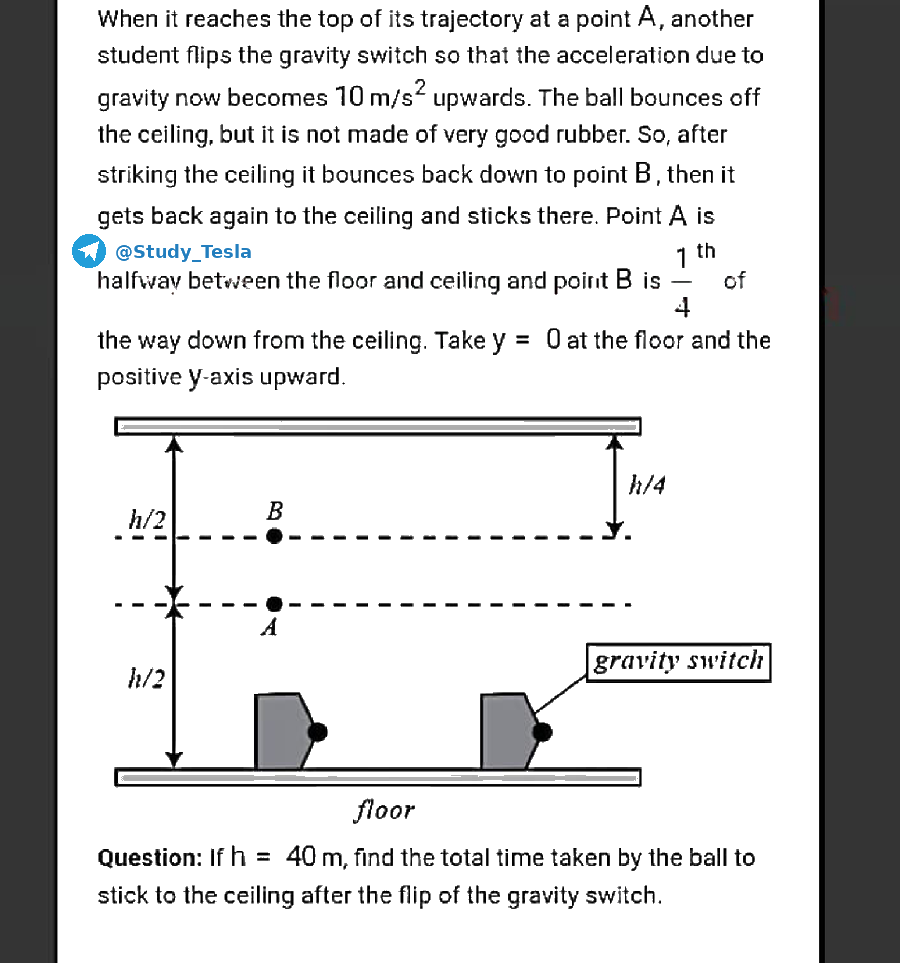 When it reaches the top of its trajectory at a point A, another
student flips the gravity switch so that the acceleration due to
gravity now becomes 10 m/s² upwards. The ball bounces off
the ceiling, but it is not made of very good rubber. So, after
striking the ceiling it bounces back down to point B, then it
gets back again to the ceiling and sticks there. Point A is
@Study_Tesla
halfway between the floor and ceiling and point B is 1/4 th of
the way down from the ceiling. Take y = 0 at the floor and the
positive y-axis upward.
h/4
h/2
B
A
gravity switch
h/2
floor
Question: If h = 40 m, find the total time taken by the ball to
stick to the ceiling after the flip of the gravity switch.